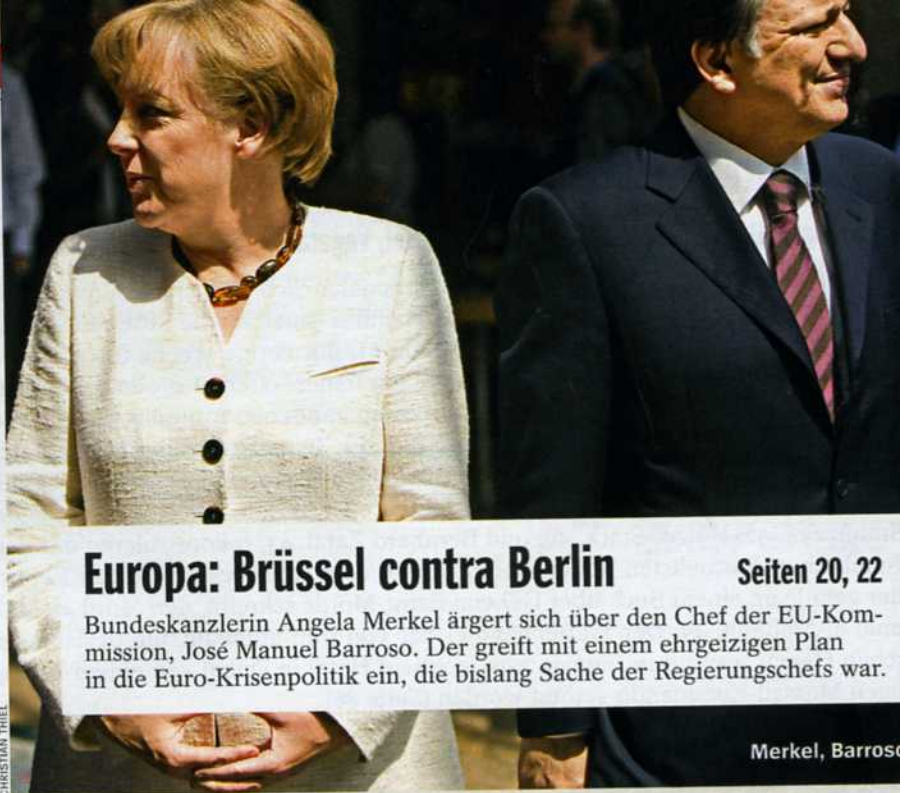 Europa: Brüssel contra Berlin
Seiten 20, 22
Bundeskanzlerin Angela Merkel ärgert sich über den Chef der EU-Kom-
mission, José Manuel Barroso. Der greift mit einem ehrgeizigen Plan
in die Euro-Krisenpolitik ein, die bislang Sache der Regierungschefs war.
Merkel, Barroso
CHRISTIAN THIEL